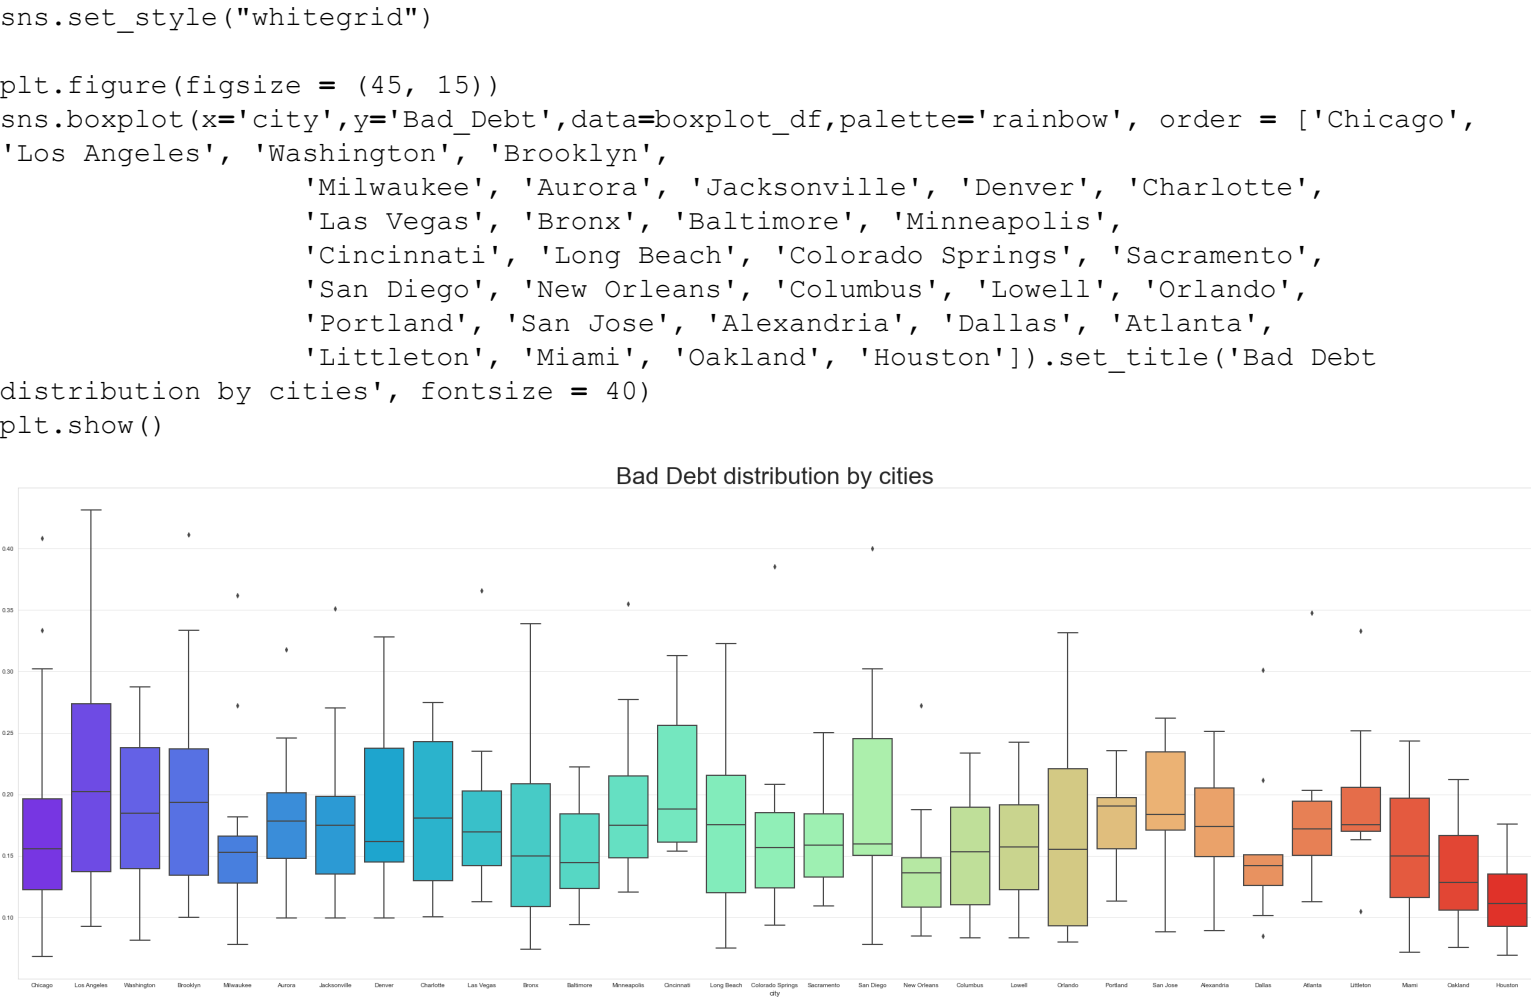 sns.set_style("whitegrid")
plt.figure(figsize = (45, 15))
sns.boxplot(x='city',y='Bad_Debt',data=boxplot_df,palette='rainbow', order = ['Chicago',
'Los Angeles', 'Washington', 'Brooklyn',
'Milwaukee', 'Aurora', 'Jacksonville', 'Denver', 'Charlotte',
'Las Vegas', 'Bronx', 'Baltimore', 'Minneapolis',
'Cincinnati', 'Long Beach', 'Colorado Springs', 'Sacramento',
'San Diego', 'New Orleans', 'Columbus', 'Lowell', 'Orlando',
'Portland', 'San Jose', 'Alexandria', 'Dallas', 'Atlanta',
'Littleton', 'Miami', 'Oakland', 'Houston']).set_title('Bad Debt
distribution by cities', fontsize = 40)
plt.show()
Bad Debt distribution by cities
0.40
0.35
0.30
0.25
0.20
0.15
0.10
Chicago Los Angeles Washington Brooklyn Milwaukee Aurora Jacksonville Denver Charlotte Las Vegas Bronx Baltimore Minneapolis Cincinnati Long Beach Colorado Springs Sacramento San Diego New Orleans Columbus Lowell Orlando Portland San Jose Alexandria Dallas Atlanta Littleton Miami Oakland Houston
city